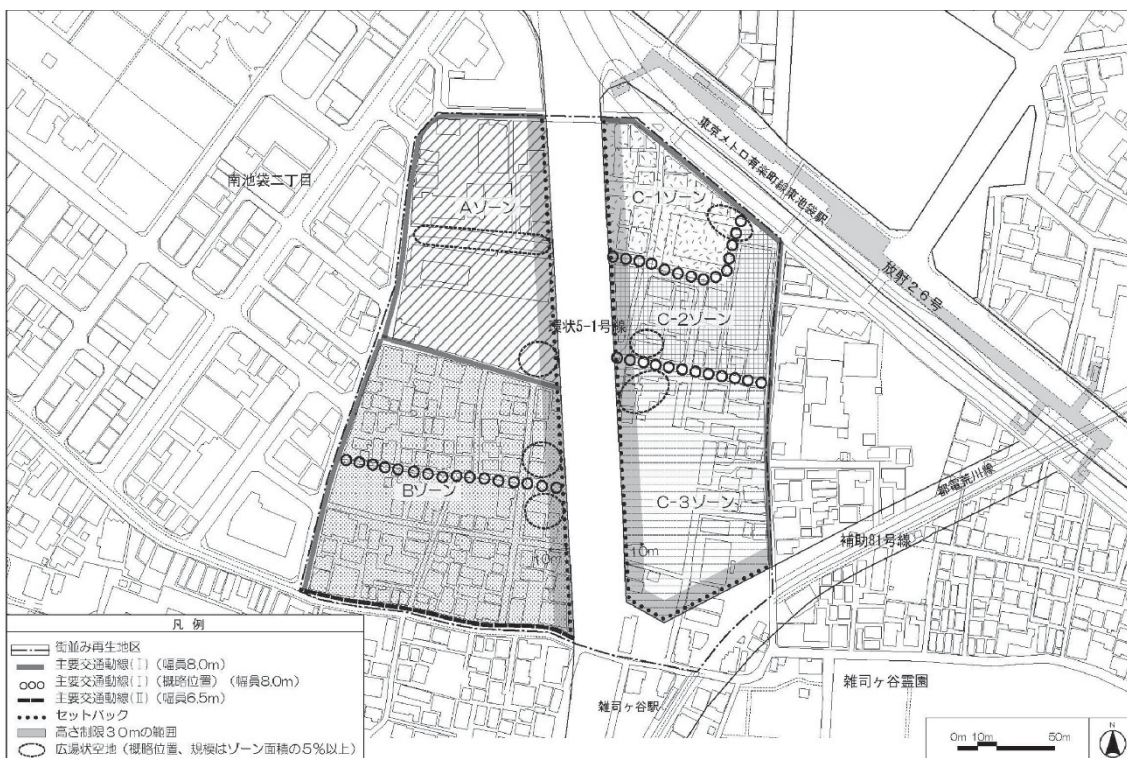 南池袋二丁目
Aゾーン
C-1ゾーン
東京メトロ有楽町線東池袋駅
放射26号
環状5-1号線
C-2ゾーン
Bゾーン
C-3ゾーン
10m
10m
都電荒川線
補助81号線
雑司ヶ谷駅
雑司ヶ谷霊園
凡例
街並み再生地区
主要交通動線(Ⅰ)(幅員8.0m)
主要交通動線(Ⅰ)(概略位置)(幅員8.0m)
主要交通動線(Ⅱ)(幅員6.5m)
セットバック
高さ制限30mの範囲
広場状空地(概略位置、規模はゾーン面積の5%以上)
0m 10m 50m
N